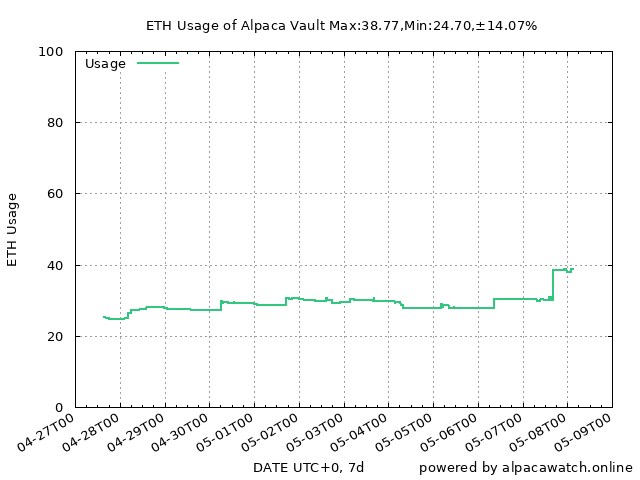 ETH Usage of Alpaca Vault Max:38.77,Min:24.70,±14.07%
Usage
100
80
60
40
20
0
ETH Usage
04-27T00
04-28T00
04-29T00
04-30T00
05-01T00
05-02T00
05-03T00
05-04T00
05-05T00
05-06T00
05-07T00
05-08T00
05-09T00
DATE UTC+0, 7d
powered by alpacawatch.online